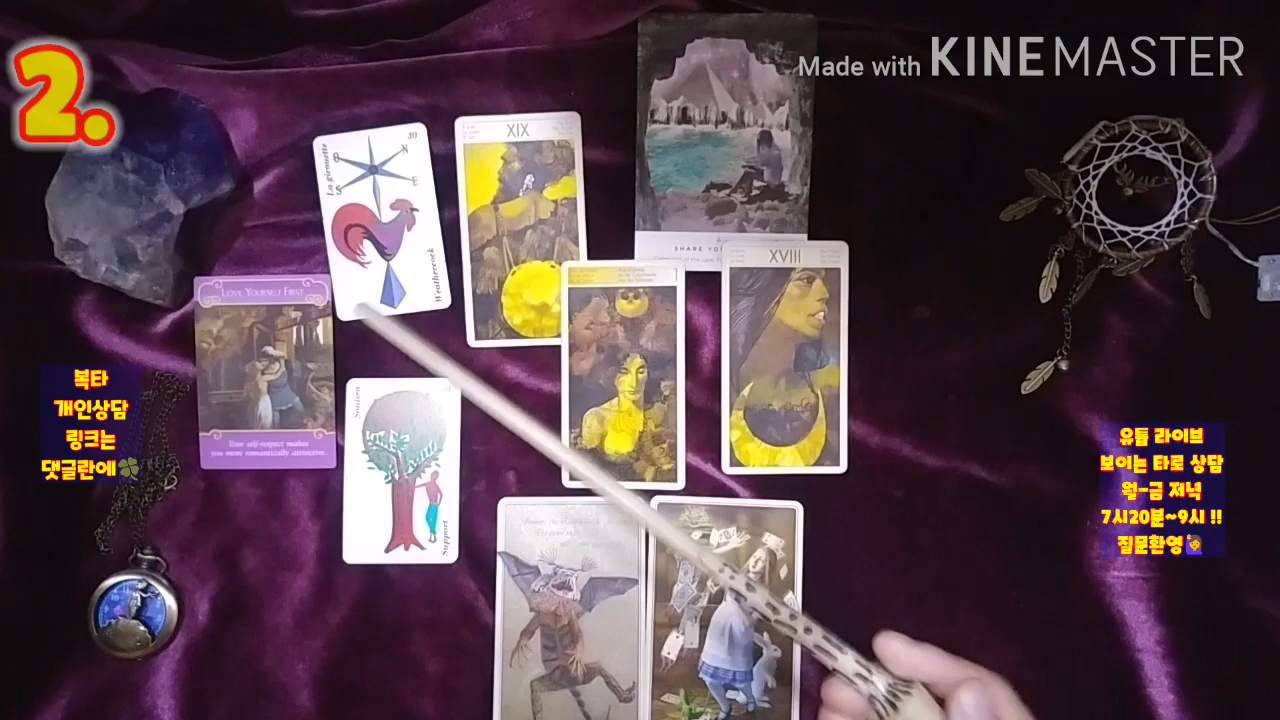 2.
Made with KINEMASTER
30
La girouette
N
S
E
Weathercock
XIX
SHARE YO
XVIII
LOVE YOURSELF FIRST
Your self-respect makes
you more romantically attractive.
Soutien
Support
복타
개인상담
링크는
댓글란에🍀
유튭 라이브
보이는 타로 상담
월-금 저녁
7시20분~9시 !!
질문환영🙋‍♀️